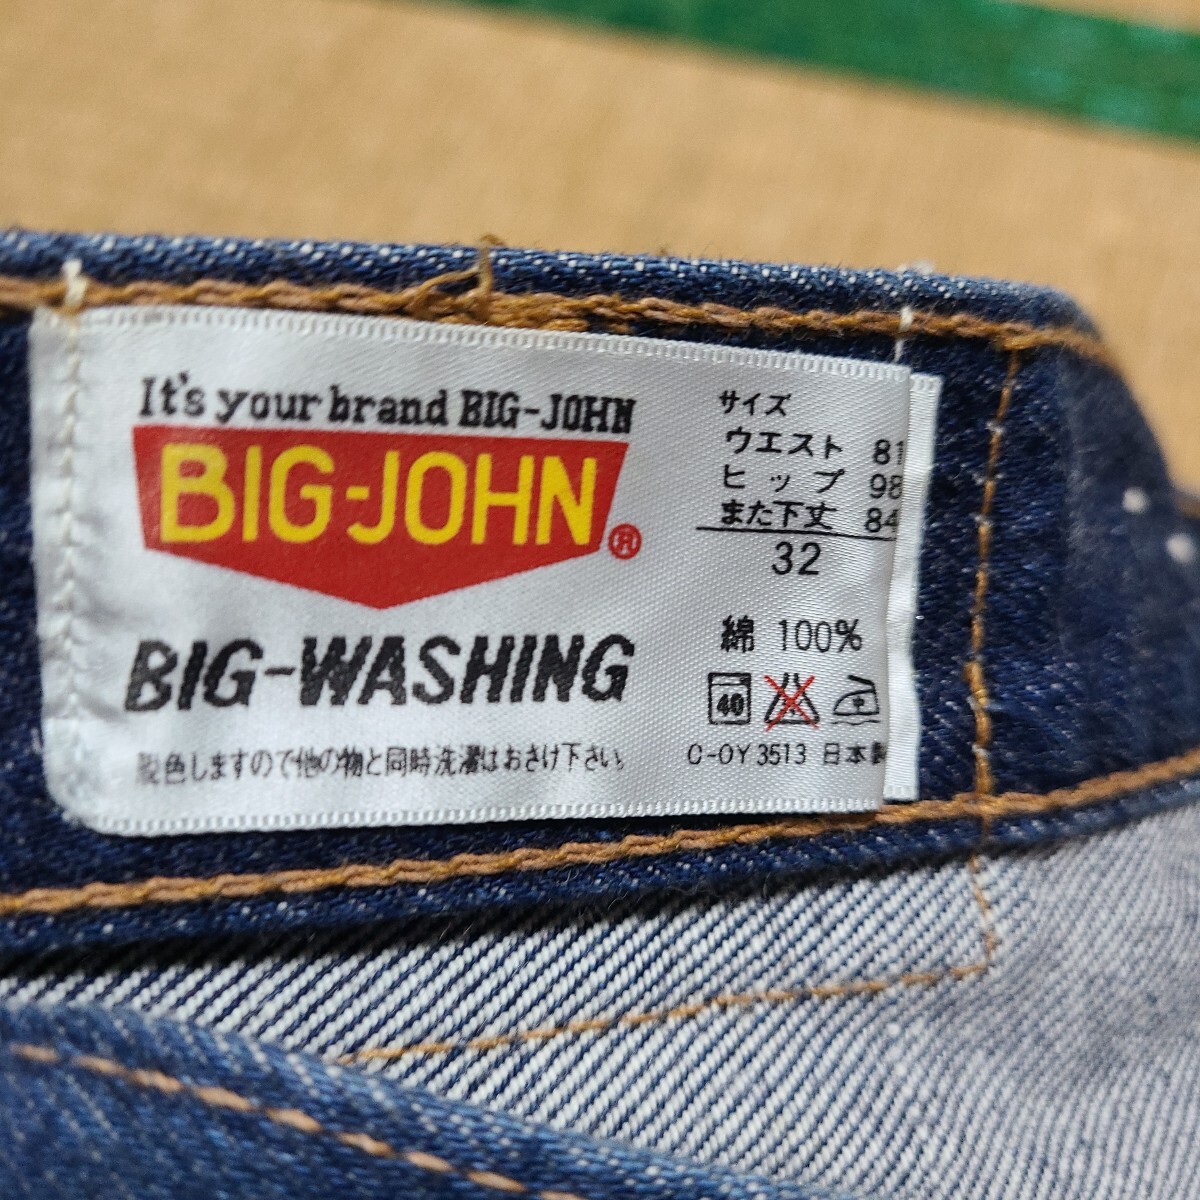 It's your brand BIG-JOHN
BIG-JOHN
®
BIG-WASHING
脱色しますので他の物と同時洗濯はおさけ下さい。
サイズ
ウエスト 81
ヒップ 98
また下丈 84
32
綿 100%
40
C-OY3513 日本製